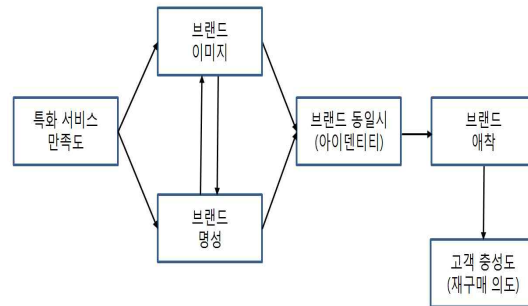 브랜드
이미지
특화 서비스
만족도
브랜드 동일시
(아이덴티티)
브랜드
애착
브랜드
명성
고객 충성도
(재구매 의도)